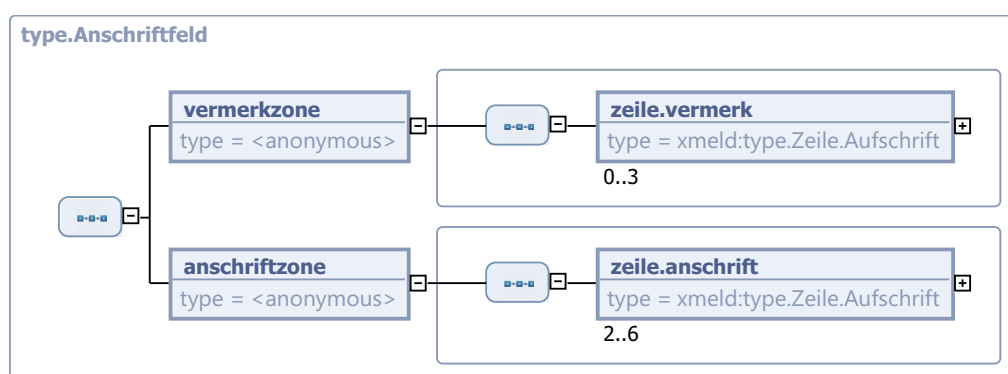 type.Anschriftfeld
vermerkzone
type = <anonymous>
zeile.vermerk
type = xmeld:type.Zeile.Aufschrift
0..3
anschriftzone
type = <anonymous>
zeile.anschrift
type = xmeld:type.Zeile.Aufschrift
2..6